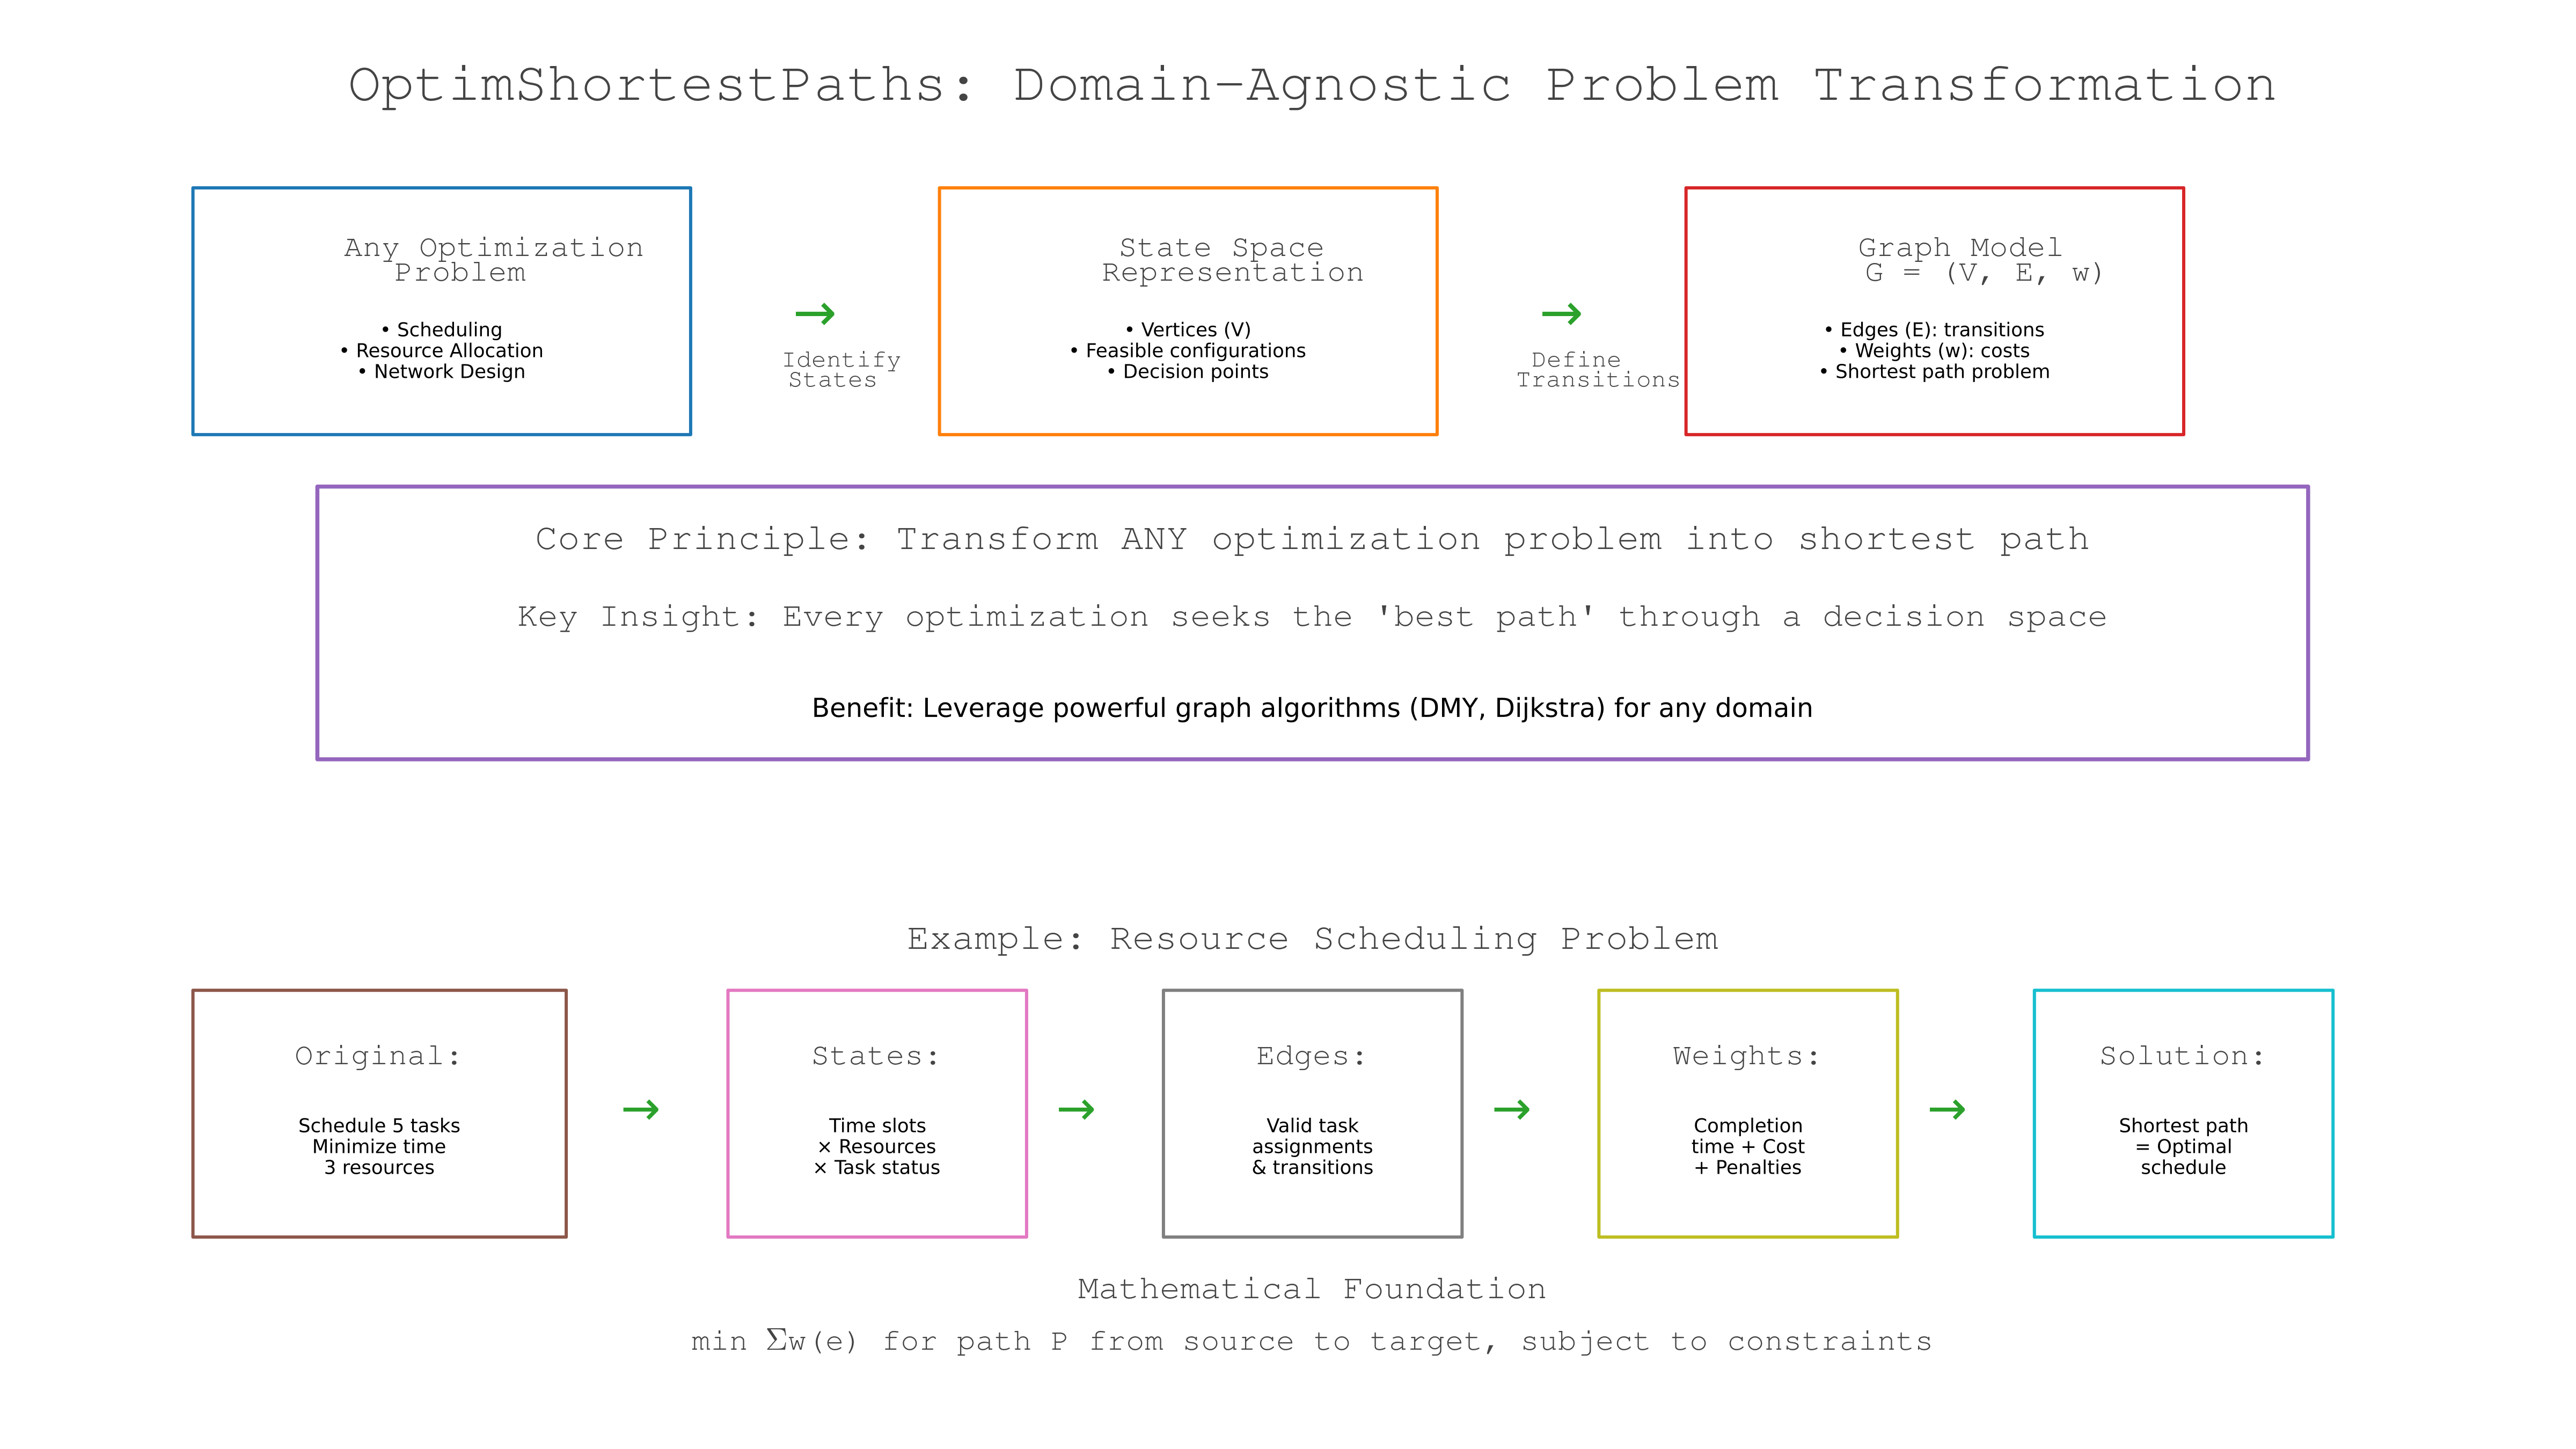 OptimShortestPaths: Domain-Agnostic Problem Transformation
Any Optimization
Problem
• Scheduling
• Resource Allocation
• Network Design
→
Identify
States
State Space
Representation
• Vertices (V)
• Feasible configurations
• Decision points
→
Define
Transitions
Graph Model
G = (V, E, w)
• Edges (E): transitions
• Weights (w): costs
• Shortest path problem
Core Principle: Transform ANY optimization problem into shortest path
Key Insight: Every optimization seeks the 'best path' through a decision space
Benefit: Leverage powerful graph algorithms (DMY, Dijkstra) for any domain
Example: Resource Scheduling Problem
Original:
Schedule 5 tasks
Minimize time
3 resources
→
States:
Time slots
× Resources
× Task status
→
Edges:
Valid task
assignments
& transitions
→
Weights:
Completion
time + Cost
+ Penalties
→
Solution:
Shortest path
= Optimal
schedule
Mathematical Foundation
min Σw(e) for path P from source to target, subject to constraints